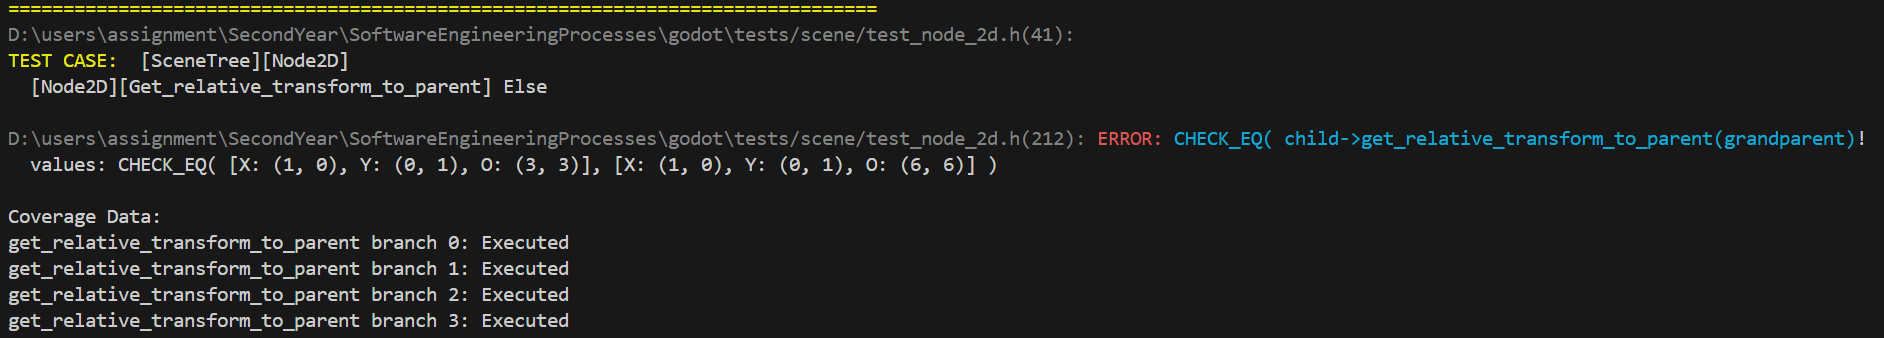 ===============================================================================
D:\users\assignment\SecondYear\SoftwareEngineeringProcesses\godot\tests/scene/test_node_2d.h(41):
TEST CASE:  [SceneTree][Node2D]
  [Node2D][Get_relative_transform_to_parent] Else

D:\users\assignment\SecondYear\SoftwareEngineeringProcesses\godot\tests/scene/test_node_2d.h(212): ERROR: CHECK_EQ( child->get_relative_transform_to_parent(grandparent)!
  values: CHECK_EQ( [X: (1, 0), Y: (0, 1), O: (3, 3)], [X: (1, 0), Y: (0, 1), O: (6, 6)] )

Coverage Data:
get_relative_transform_to_parent branch 0: Executed
get_relative_transform_to_parent branch 1: Executed
get_relative_transform_to_parent branch 2: Executed
get_relative_transform_to_parent branch 3: Executed